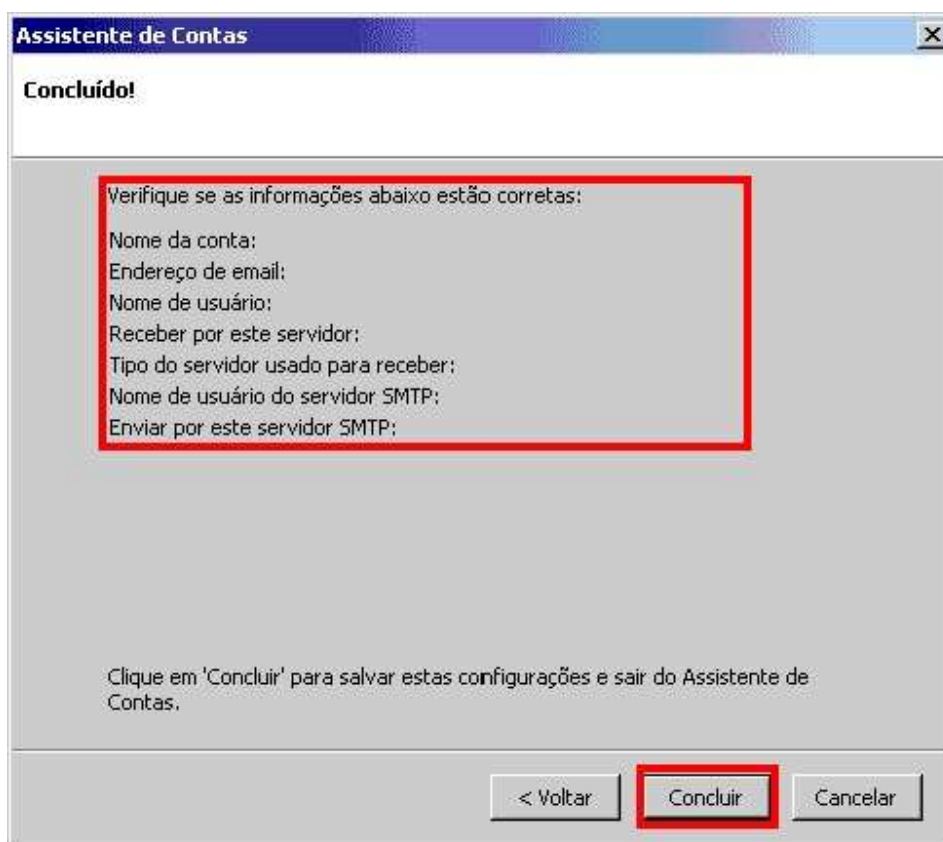 Assistente de Contas
Concluído!
Verifique se as informações abaixo estão corretas:
Nome da conta:
Endereço de email:
Nome de usuário:
Receber por este servidor:
Tipo do servidor usado para receber:
Nome de usuário do servidor SMTP:
Enviar por este servidor SMTP:
Clique em 'Concluir' para salvar estas configurações e sair do Assistente de
Contas.
< Voltar Concluir Cancelar